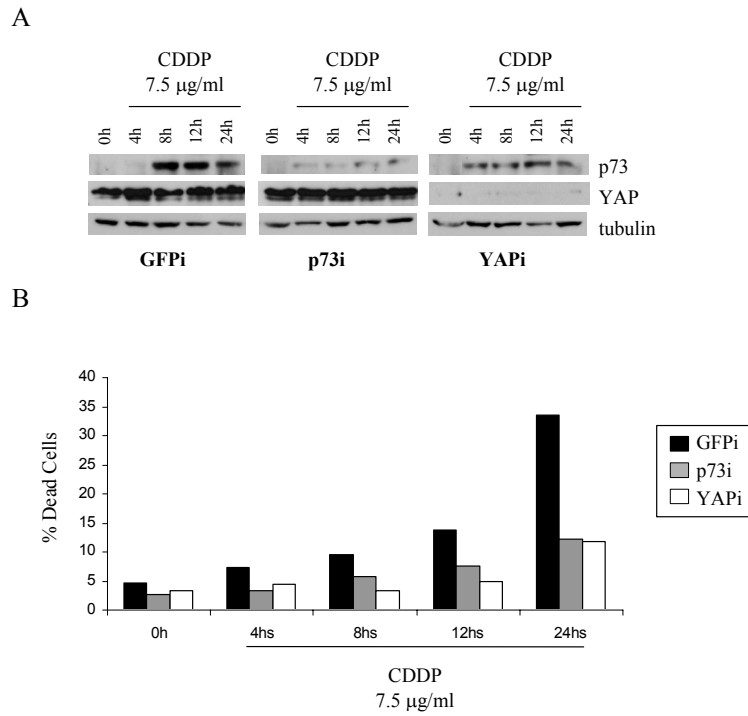 A
CDDP CDDP CDDP
7.5 µg/ml 7.5 µg/ml 7.5 µg/ml
0h 4h 8h 12h 24h 0h 4h 8h 12h 24h 0h 4h 8h 12h 24h
p73
YAP
tubulin
GFPi p73i YAPi
B
40
35
30
25
20
15
10
5
0
% Dead Cells
GFPi
p73i
YAPi
0h 4hs 8hs 12hs 24hs
CDDP
7.5 µg/ml